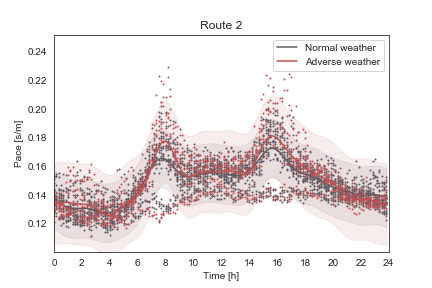 Route 2
Normal weather
Adverse weather
Pace [s/m]
0.24
0.22
0.20
0.18
0.16
0.14
0.12
0 2 4 6 8 10 12 14 16 18 20 22 24
Time [h]